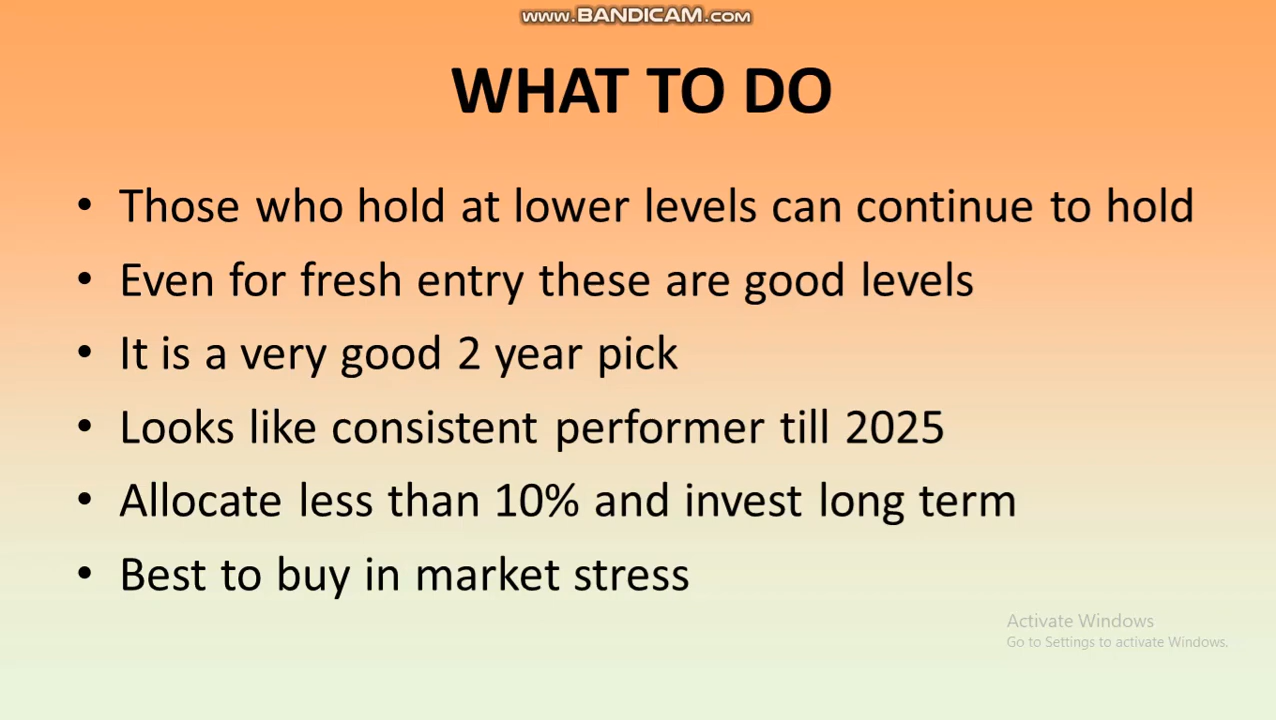 www.BANDICAM.com
WHAT TO DO
• Those who hold at lower levels can continue to hold
• Even for fresh entry these are good levels
• It is a very good 2 year pick
• Looks like consistent performer till 2025
• Allocate less than 10% and invest long term
• Best to buy in market stress
Activate Windows
Go to Settings to activate Windows.